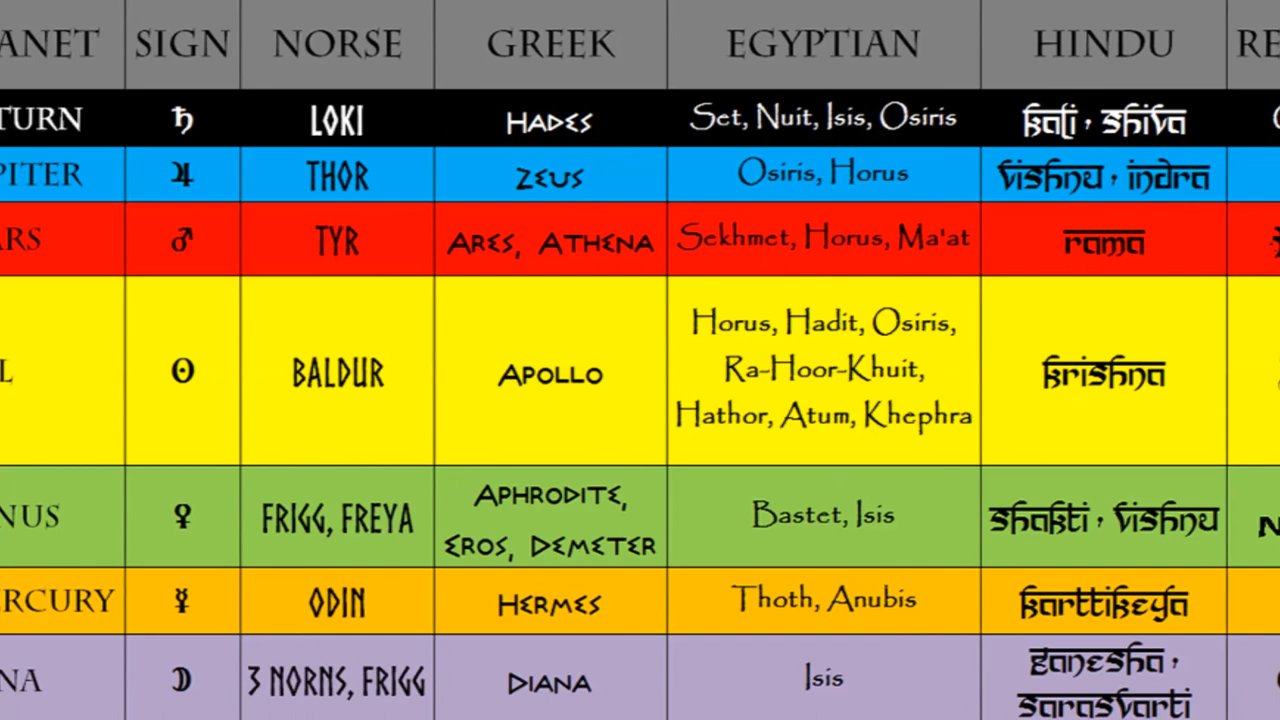 ANET SIGN NORSE GREEK EGYPTIAN HINDU RE
TURN ♄ LOKI HADES Set, Nuit, Isis, Osiris kali, shiva
PITER ♃ THOR ZEUS Osiris, Horus vishnu, indra
ARS ♂ TYR ARES, ATHENA Sekhmet, Horus, Ma'at rama
L ☉ BALDUR APOLLO Horus, Hadit, Osiris, krishna
Ra-Hoor-Khuit,
Hathor, Atum, Khephra
NUS ♀ FRIGG, FREYA APHRODITE, Bastet, Isis shakti, vishnu
EROS, DEMETER
ERCURY ☿ ODIN HERMES Thoth, Anubis karttikeya
NA ☽ 3 NORNS, FRIGG DIANA Isis ganesha,
sarasvarti